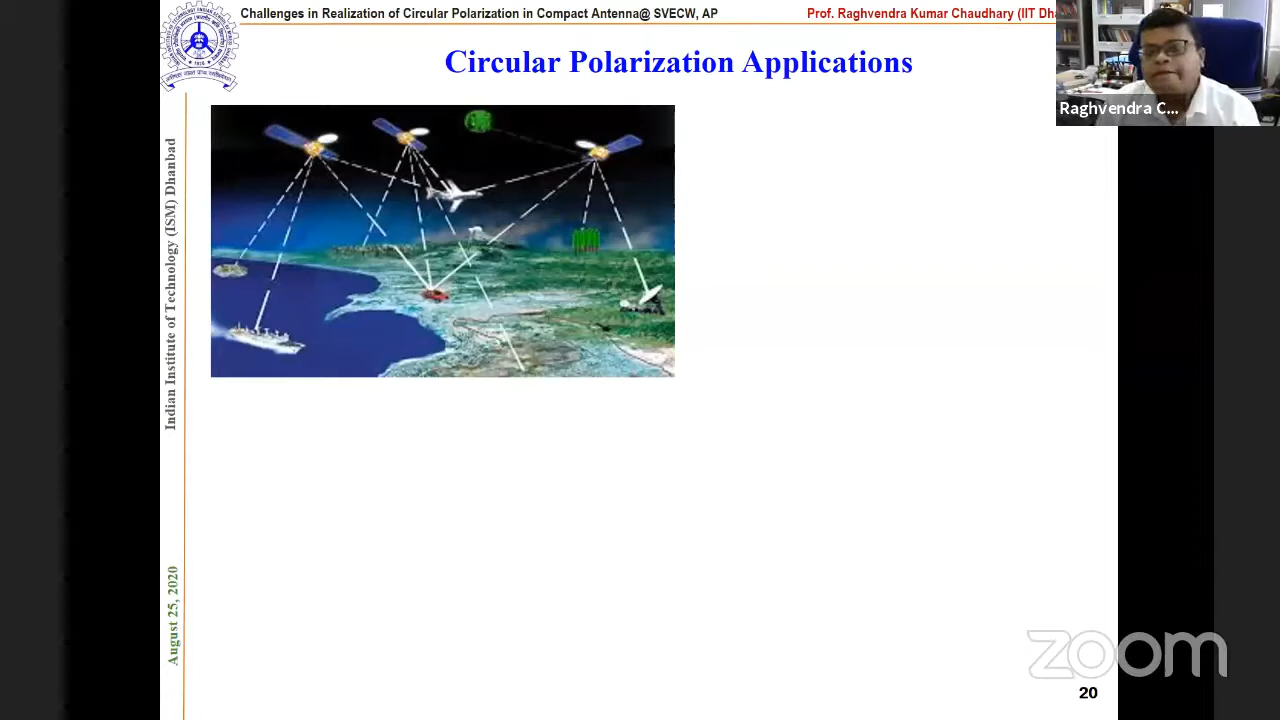 Challenges in Realization of Circular Polarization in Compact Antenna@ SVECW, AP
Prof. Raghvendra Kumar Chaudhary (IIT Dha
Circular Polarization Applications
Raghvendra C...
Indian Institute of Technology (ISM) Dhanbad
August 25, 2020
zoom
20